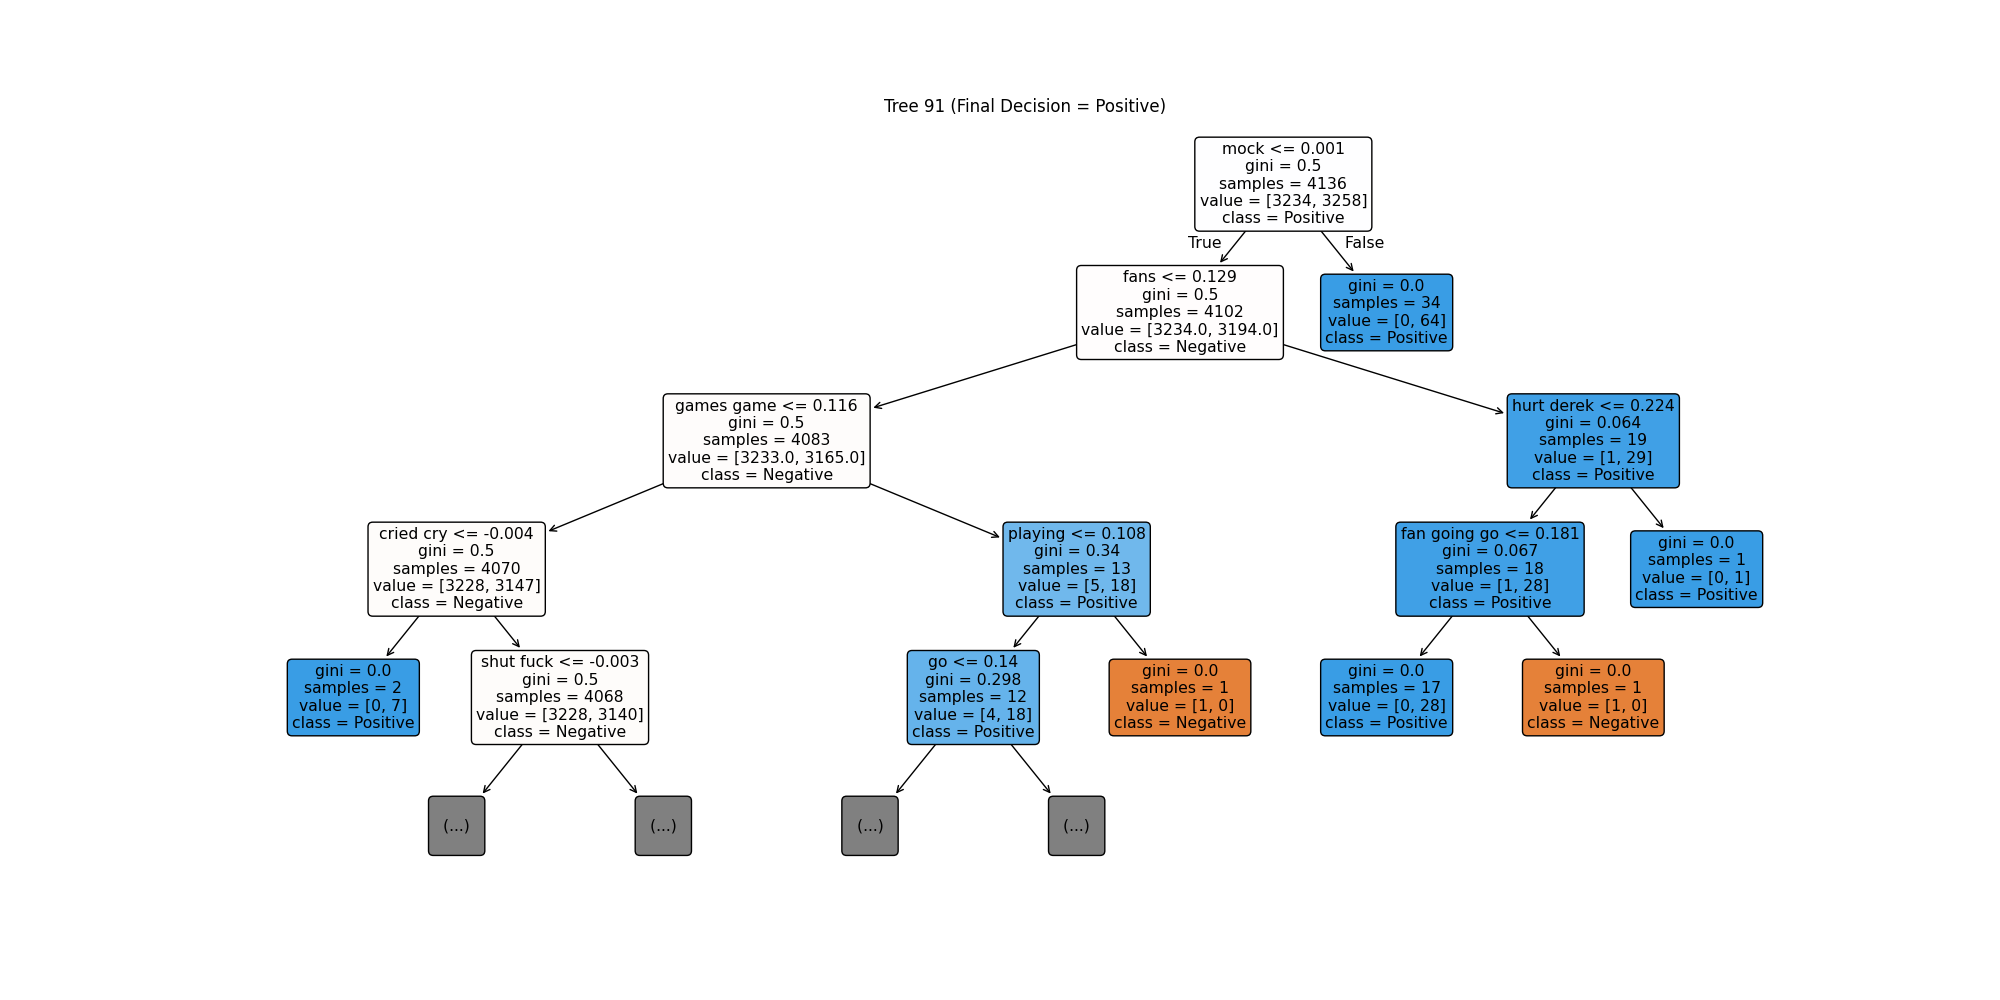 Tree 91 (Final Decision = Positive)
mock <= 0.001
gini = 0.5
samples = 4136
value = [3234, 3258]
class = Positive
True
False
fans <= 0.129
gini = 0.5
samples = 4102
value = [3234.0, 3194.0]
class = Negative
gini = 0.0
samples = 34
value = [0, 64]
class = Positive
games game <= 0.116
gini = 0.5
samples = 4083
value = [3233.0, 3165.0]
class = Negative
hurt derek <= 0.224
gini = 0.064
samples = 19
value = [1, 29]
class = Positive
cried cry <= -0.004
gini = 0.5
samples = 4070
value = [3228, 3147]
class = Negative
playing <= 0.108
gini = 0.34
samples = 13
value = [5, 18]
class = Positive
fan going go <= 0.181
gini = 0.067
samples = 18
value = [1, 28]
class = Positive
gini = 0.0
samples = 1
value = [0, 1]
class = Positive
gini = 0.0
samples = 2
value = [0, 7]
class = Positive
shut fuck <= -0.003
gini = 0.5
samples = 4068
value = [3228, 3140]
class = Negative
go <= 0.14
gini = 0.298
samples = 12
value = [4, 18]
class = Positive
gini = 0.0
samples = 1
value = [1, 0]
class = Negative
gini = 0.0
samples = 17
value = [0, 28]
class = Positive
gini = 0.0
samples = 1
value = [1, 0]
class = Negative
(...)
(...)
(...)
(...)